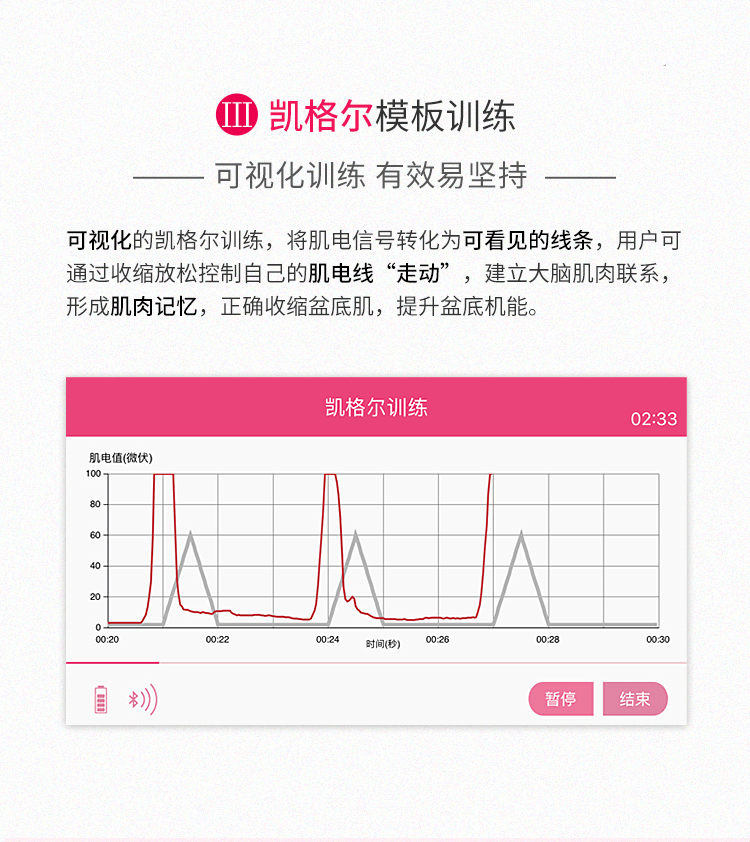 III 凯格尔模板训练
可视化训练 有效易坚持
可视化的凯格尔训练，将肌电信号转化为可看见的线条，用户可
通过收缩放松控制自己的肌电线“走动”，建立大脑肌肉联系，
形成肌肉记忆，正确收缩盆底肌，提升盆底机能。
凯格尔训练
02:33
肌电值(微伏)
100
80
60
40
20
0
00:20 00:22 00:24 00:26 00:28 00:30
时间(秒)
暂停 结束